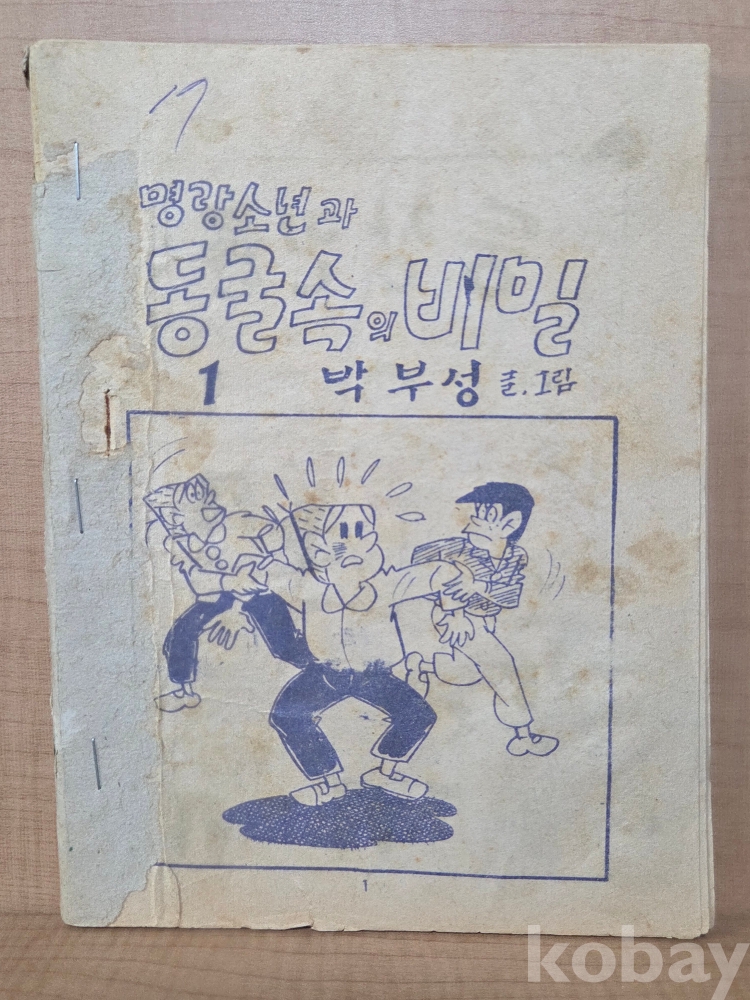 17
명랑소년과
동굴속의 비밀
1 박부성 글.그림
1
kobay